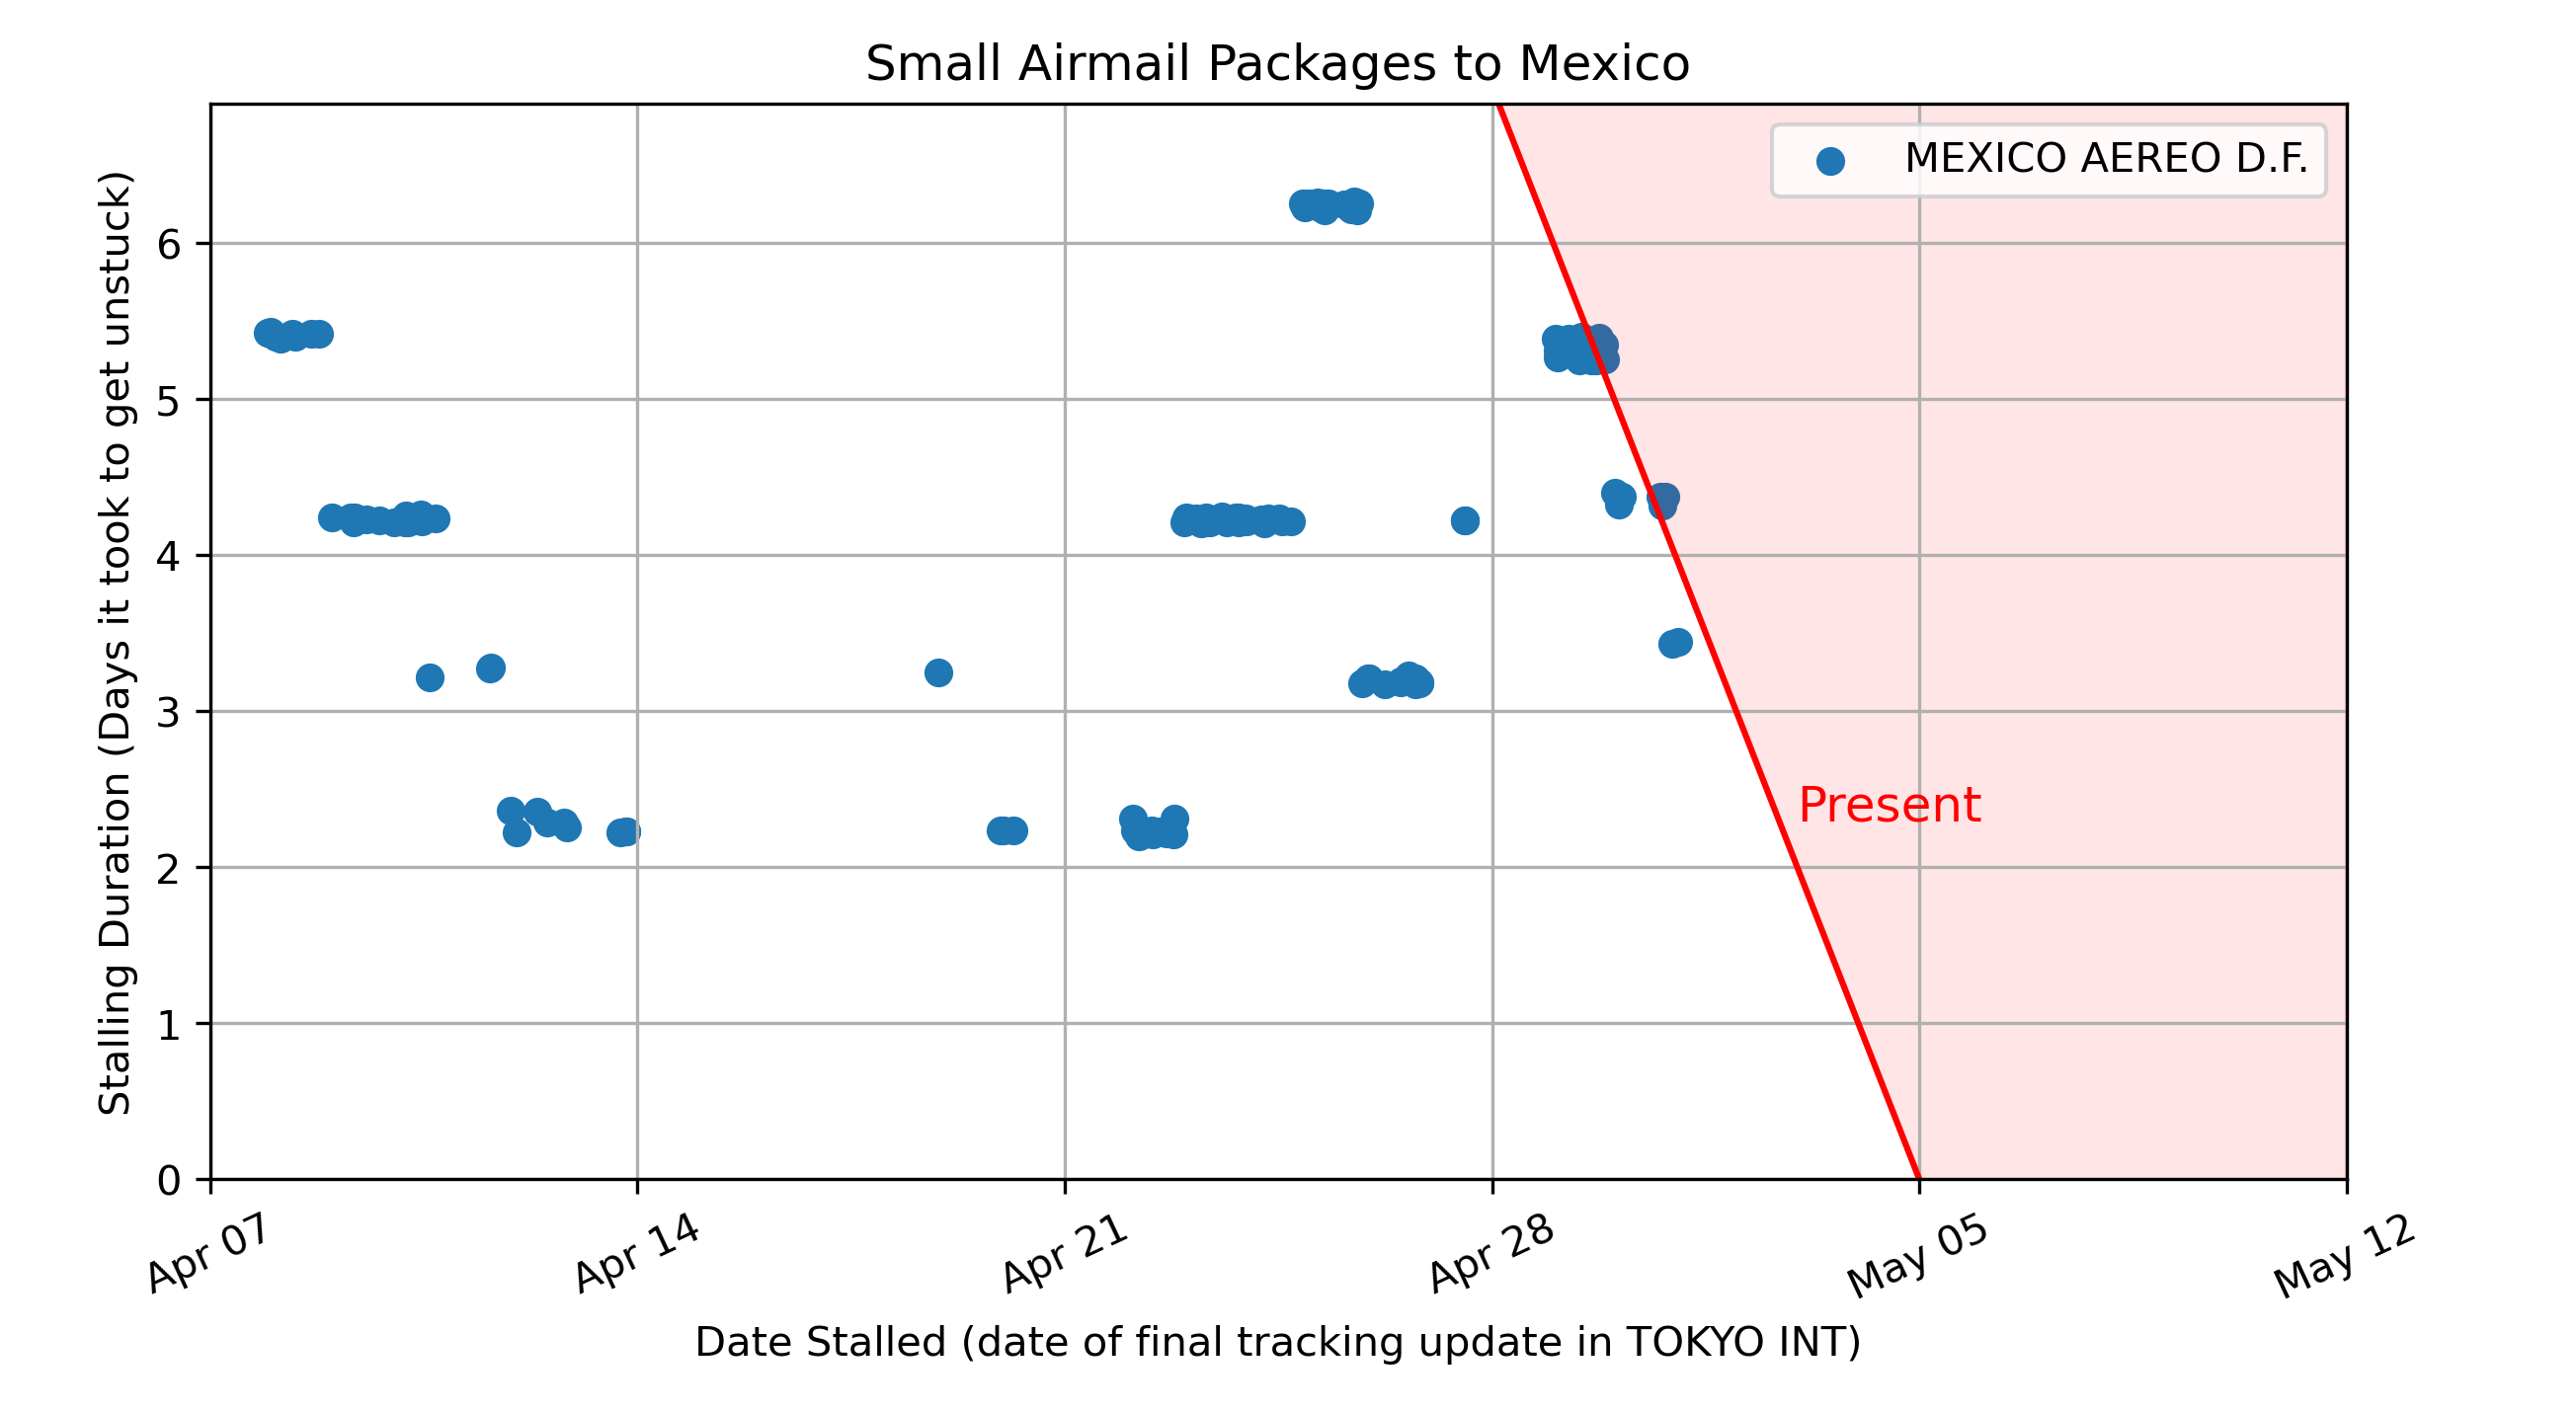 Small Airmail Packages to Mexico
MEXICO AEREO D.F.
Stalling Duration (Days it took to get unstuck)
6
5
4
3
2
1
0
Present
Apr 07
Apr 14
Apr 21
Apr 28
May 05
May 12
Date Stalled (date of final tracking update in TOKYO INT)